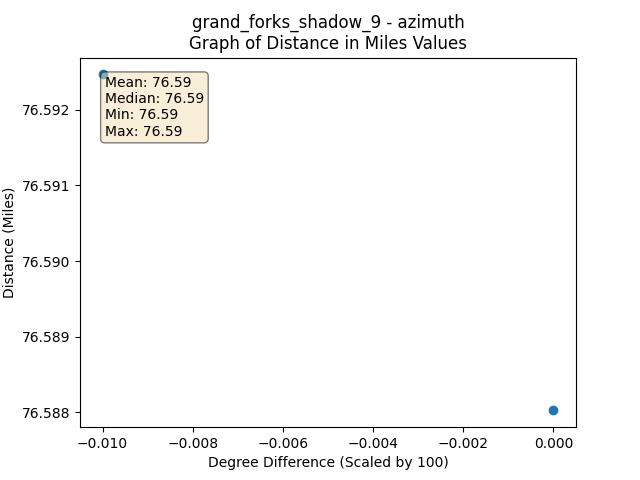 grand_forks_shadow_9 - azimuth
Graph of Distance in Miles Values
Mean: 76.59
Median: 76.59
Min: 76.59
Max: 76.59
76.592
76.591
76.590
76.589
76.588
Distance (Miles)
−0.010 −0.008 −0.006 −0.004 −0.002 0.000
Degree Difference (Scaled by 100)